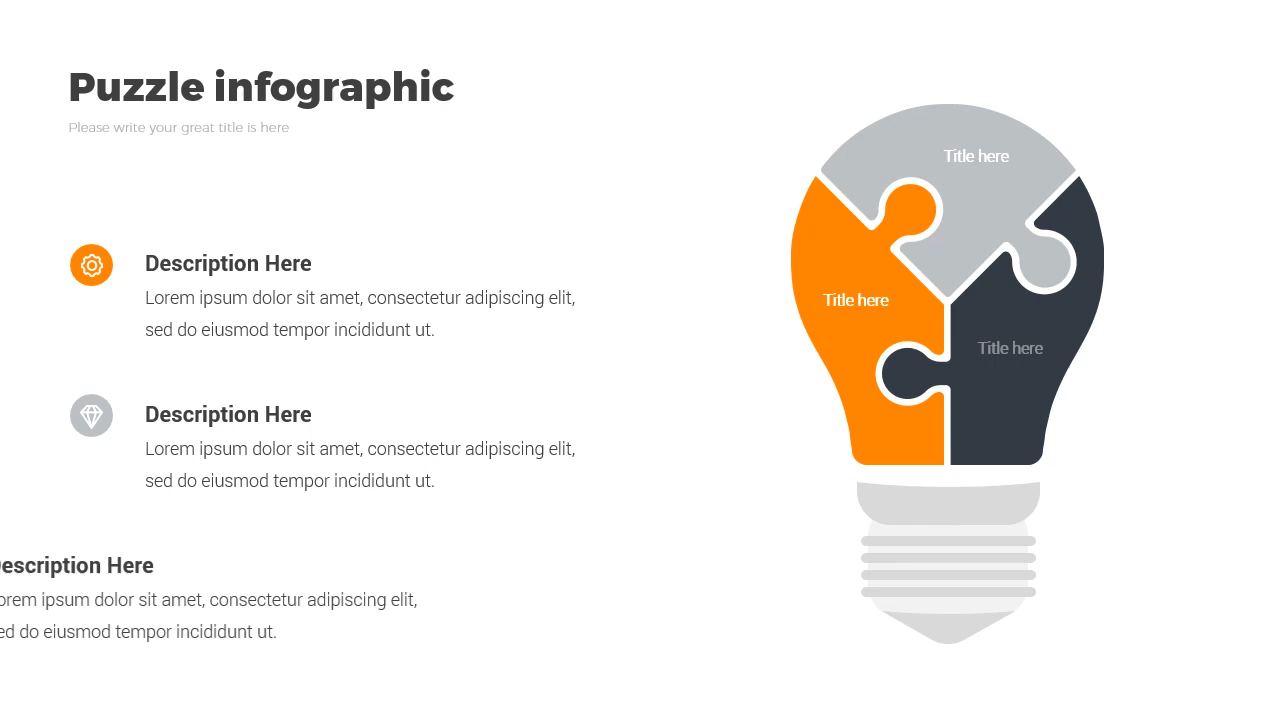 Puzzle infographic
Please write your great title is here
Title here
Description Here
Lorem ipsum dolor sit amet, consectetur adipiscing elit,
sed do eiusmod tempor incididunt ut.
Title here
Title here
Description Here
Lorem ipsum dolor sit amet, consectetur adipiscing elit,
sed do eiusmod tempor incididunt ut.
escription Here
orem ipsum dolor sit amet, consectetur adipiscing elit,
ed do eiusmod tempor incididunt ut.